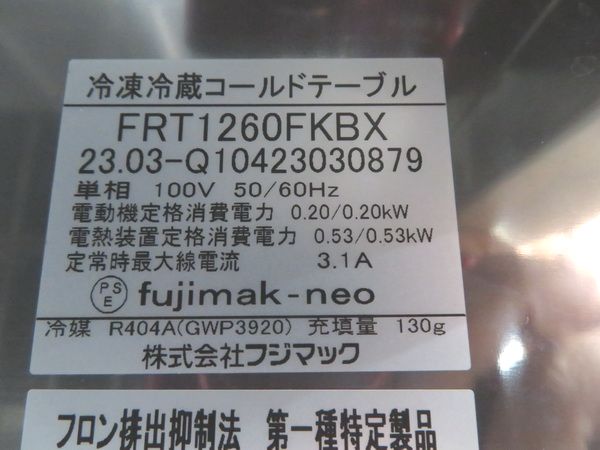 冷凍冷蔵コールドテーブル
FRT1260FKBX
23.03-Q10423030879
単相 100V 50/60Hz
電動機定格消費電力 0.20/0.20kW
電熱装置定格消費電力 0.53/0.53kW
定常時最大線電流 3.1A
PSE fujimak-neo
冷媒 R404A(GWP3920) 充填量 130g
株式会社フジマック
フロン排出抑制法 第一種特定製品